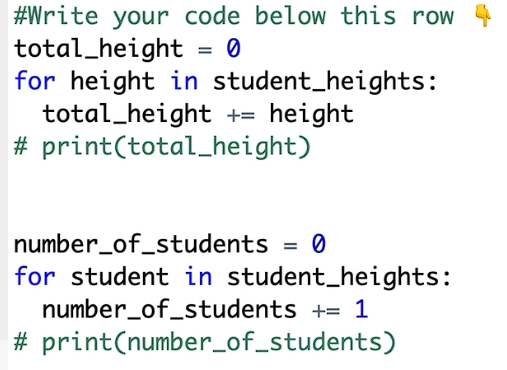 #Write your code below this row 👇
total_height = 0
for height in student_heights:
  total_height += height
# print(total_height)
number_of_students = 0
for student in student_heights:
  number_of_students += 1
# print(number_of_students)